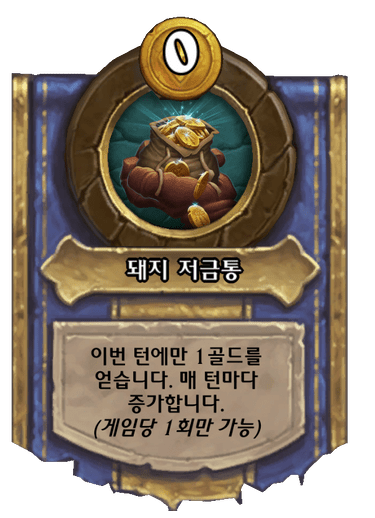 0
돼지 저금통
이번 턴에만 1골드를
얻습니다. 매 턴마다
증가합니다.
(게임당 1회만 가능)